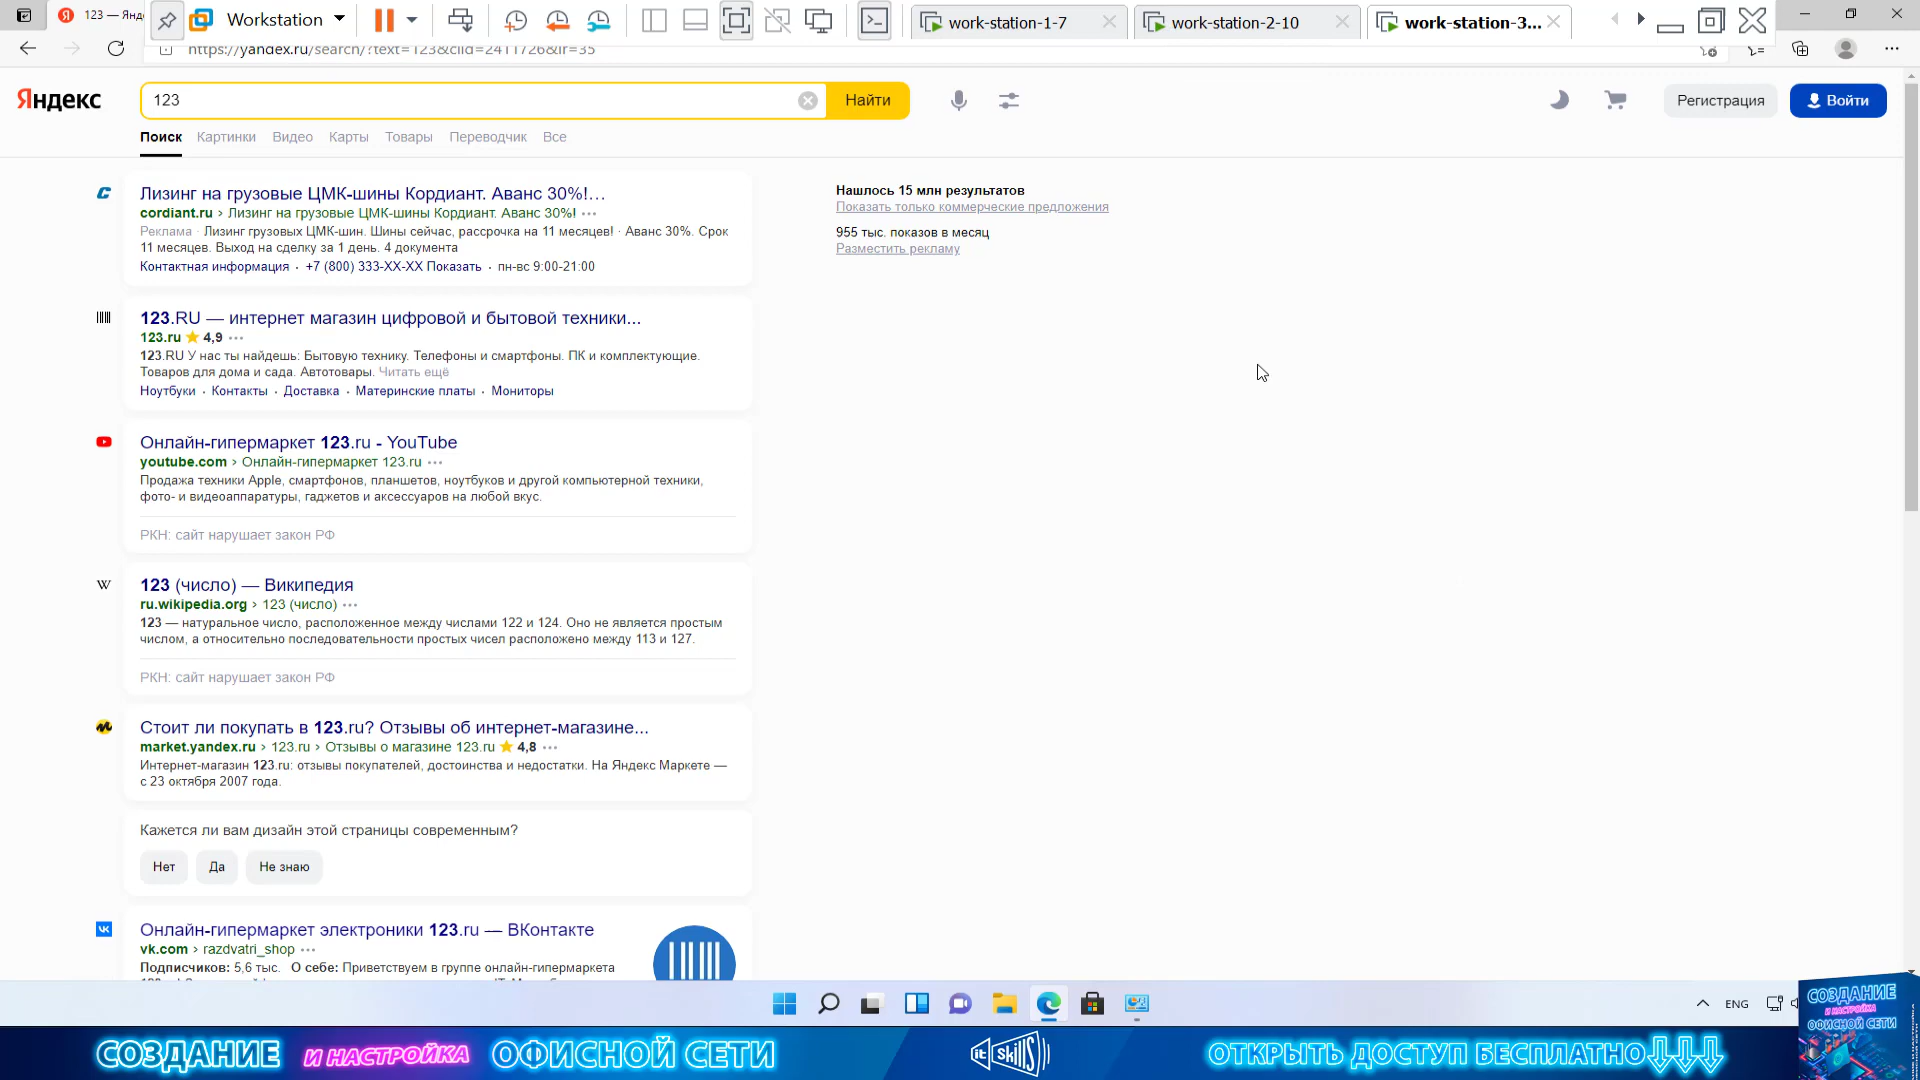 123 — Янд
Workstation
work-station-1-7
work-station-2-10
work-station-3...
https://yandex.ru/search/?text=123&clid=2411726&lr=35
Яндекс
123
Найти
Регистрация
Войти
Поиск Картинки Видео Карты Товары Переводчик Все
Лизинг на грузовые ЦМК-шины Кордиант. Аванс 30%!...
cordiant.ru › Лизинг на грузовые ЦМК-шины Кордиант. Аванс 30%!
Реклама · Лизинг грузовых ЦМК-шин. Шины сейчас, рассрочка на 11 месяцев! · Аванс 30%. Срок
11 месяцев. Выход на сделку за 1 день. 4 документа
Контактная информация · +7 (800) 333-XX-XX Показать · пн-вс 9:00-21:00
Нашлось 15 млн результатов
Показать только коммерческие предложения
955 тыс. показов в месяц
Разместить рекламу
123.RU — интернет магазин цифровой и бытовой техники...
123.ru 4,9
123.RU У нас ты найдешь: Бытовую технику. Телефоны и смартфоны. ПК и комплектующие.
Товаров для дома и сада. Автотовары. Читать ещё
Ноутбуки · Контакты · Доставка · Материнские платы · Мониторы
Онлайн-гипермаркет 123.ru - YouTube
youtube.com › Онлайн-гипермаркет 123.ru
Продажа техники Apple, смартфонов, планшетов, ноутбуков и другой компьютерной техники,
фото- и видеоаппаратуры, гаджетов и аксессуаров на любой вкус.
РКН: сайт нарушает закон РФ
W
123 (число) — Википедия
ru.wikipedia.org › 123 (число)
123 — натуральное число, расположенное между числами 122 и 124. Оно не является простым
числом, а относительно последовательности простых чисел расположено между 113 и 127.
РКН: сайт нарушает закон РФ
Стоит ли покупать в 123.ru? Отзывы об интернет-магазине...
market.yandex.ru › 123.ru › Отзывы о магазине 123.ru 4,8
Интернет-магазин 123.ru: отзывы покупателей, достоинства и недостатки. На Яндекс Маркете —
с 23 октября 2007 года.
Кажется ли вам дизайн этой страницы современным?
Нет Да Не знаю
Онлайн-гипермаркет электроники 123.ru — ВКонтакте
vk.com › razdvatri_shop
Подписчиков: 5,6 тыс. О себе: Приветствуем в группе онлайн-гипермаркета
ENG
СОЗДАНИЕ И НАСТРОЙКА ОФИСНОЙ СЕТИ
it skills
ОТКРЫТЬ ДОСТУП БЕСПЛАТНО
СОЗДАНИЕ
И НАСТРОЙКА
ОФИСНОЙ СЕТИ